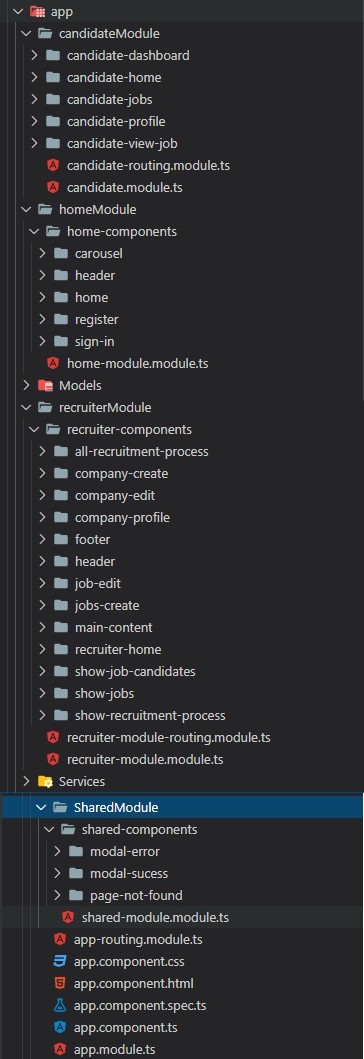 app
candidateModule
candidate-dashboard
candidate-home
candidate-jobs
candidate-profile
candidate-view-job
candidate-routing.module.ts
candidate.module.ts
homeModule
home-components
carousel
header
home
register
sign-in
home-module.module.ts
Models
recruiterModule
recruiter-components
all-recruitment-process
company-create
company-edit
company-profile
footer
header
job-edit
jobs-create
main-content
recruiter-home
show-job-candidates
show-jobs
show-recruitment-process
recruiter-module-routing.module.ts
recruiter-module.module.ts
Services
SharedModule
shared-components
modal-error
modal-sucess
page-not-found
shared-module.module.ts
app-routing.module.ts
app.component.css
app.component.html
app.component.spec.ts
app.component.ts
app.module.ts